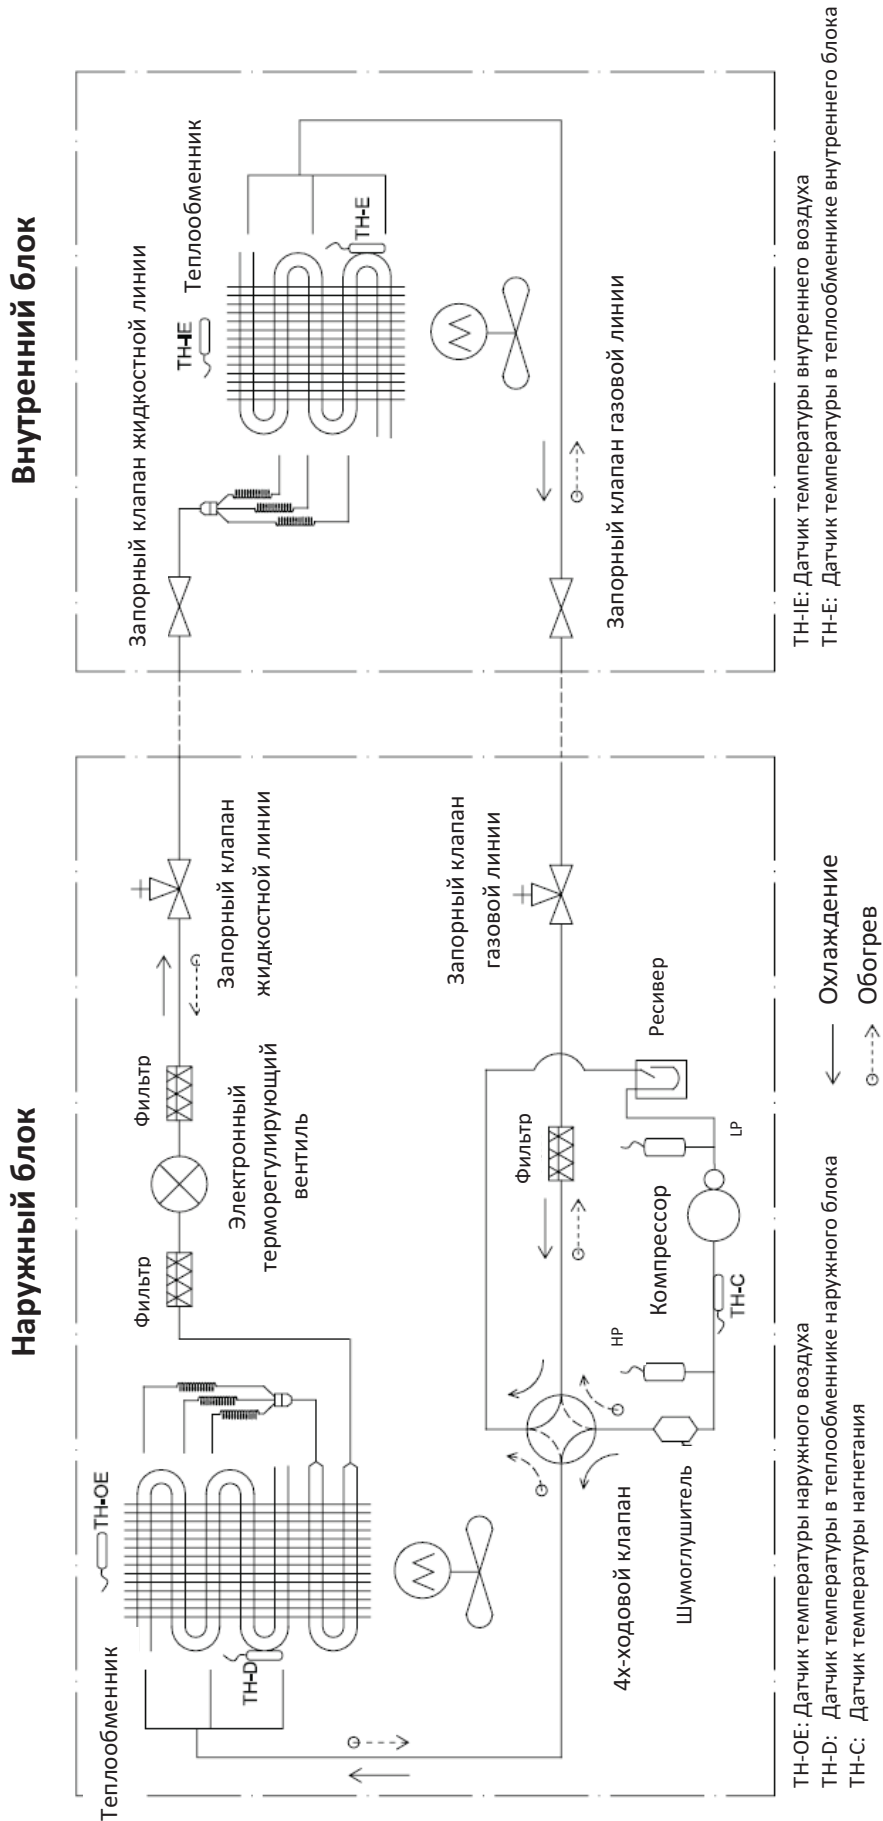 Наружный блок
Внутренний блок
Теплообменник
TH-OE
TH-D
Фильтр
Электронный
терморегулирующий
вентиль
Фильтр
Запорный клапан
жидкостной линии
Запорный клапан жидкостной линии
TH-IE
Теплообменник
TH-E
Запорный клапан
газовой линии
Запорный клапан газовой линии
Фильтр
Ресивер
4х-ходовой клапан
Шумоглушитель
HP
Компрессор
LP
TH-C
TH-OE: Датчик температуры наружного воздуха
TH-D: Датчик температуры в теплообменнике наружного блока
TH-C: Датчик температуры нагнетания
Охлаждение
Обогрев
TH-IE: Датчик температуры внутреннего воздуха
TH-E: Датчик температуры в теплообменнике внутреннего блока